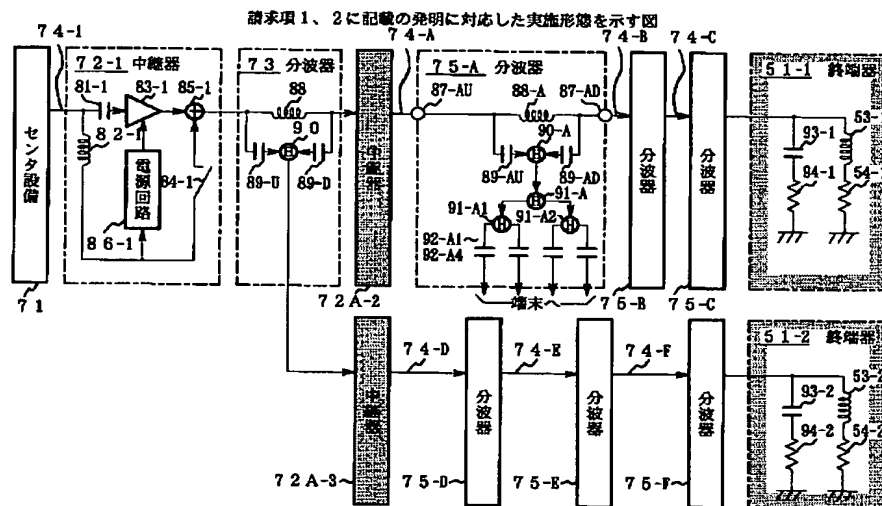 請求項1、2に記載の発明に対応した実施形態を示す図
74-1
74-A
74-B
74-C
72-1 中継器
73 分波器
75-A 分波器
51-1 終端器
81-1
83-1
85-1
88
87-AU
88-A
87-AD
53-1
センタ設備
82-1
90
90-A
93-1
電源回路
84-1
89-U
89-D
中継器
89-AU
89-AD
分波器
分波器
54-1
91-A
94-1
86-1
91-A1
91-A2
92-A1
92-A4
71
72A-2
端末へ
75-B
75-C
74-D
74-E
74-F
51-2 終端器
53-2
中継器
分波器
分波器
分波器
93-2
54-2
94-2
72A-3
75-D
75-E
75-F